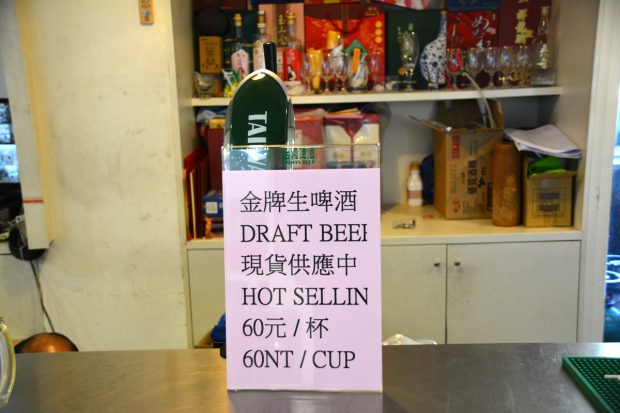 TAI
金牌生啤酒
DRAFT BEEI
現貨供應中
HOT SELLIN
60元 / 杯
60NT / CUP